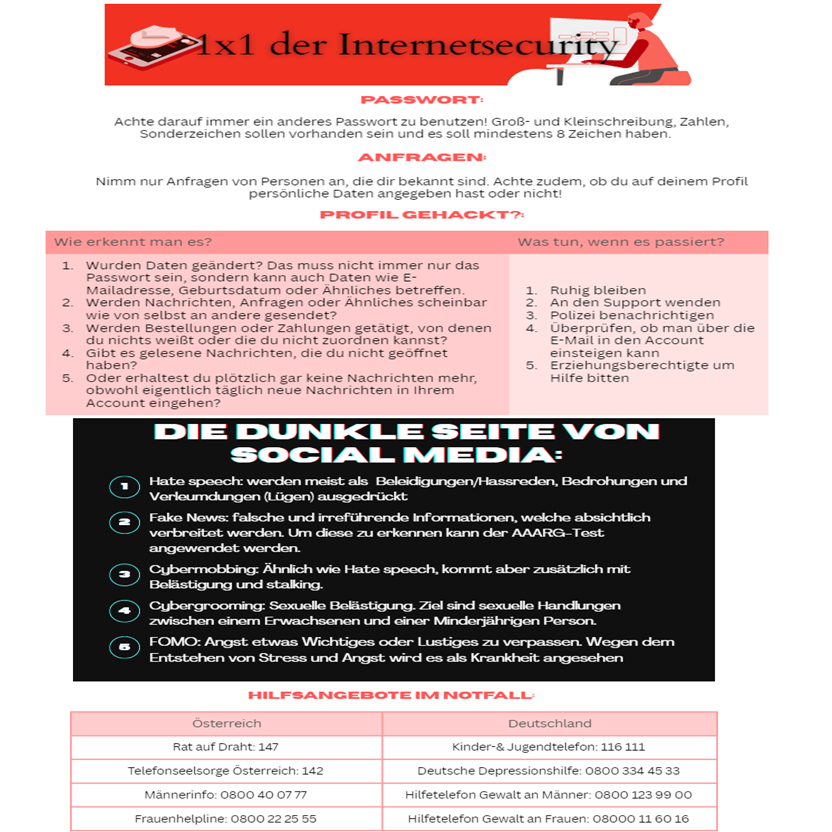 1x1 der Internetsecurity
PASSWORT:
Achte darauf immer ein anderes Passwort zu benutzen! Groß- und Kleinschreibung, Zahlen,
Sonderzeichen sollen vorhanden sein und es soll mindestens 8 Zeichen haben.
ANFRAGEN:
Nimm nur Anfragen von Personen an, die dir bekannt sind. Achte zudem, ob du auf deinem Profil
persönliche Daten angegeben hast oder nicht!
PROFIL GEHACKT?:
Wie erkennt man es?
1. Wurden Daten geändert? Das muss nicht immer nur das
Passwort sein, sondern kann auch Daten wie E-
Mailadresse, Geburtsdatum oder Ähnliches betreffen.
2. Werden Nachrichten, Anfragen oder Ähnliches scheinbar
wie von selbst an andere gesendet?
3. Werden Bestellungen oder Zahlungen getätigt, von denen
du nichts weißt oder die du nicht zuordnen kannst?
4. Gibt es gelesene Nachrichten, die du nicht geöffnet
haben?
5. Oder erhaltest du plötzlich gar keine Nachrichten mehr,
obwohl eigentlich täglich neue Nachrichten in Ihrem
Account eingehen?
Was tun, wenn es passiert?
1. Ruhig bleiben
2. An den Support wenden
3. Polizei benachrichtigen
4. Überprüfen, ob man über die
E-Mail in den Account
einsteigen kann
5. Erziehungsberechtigte um
Hilfe bitten
DIE DUNKLE SEITE VON
SOCIAL MEDIA:
1 Hate speech: werden meist als Beleidigungen/Hassreden, Bedrohungen und
Verleumdungen (Lügen) ausgedrückt
2 Fake News: falsche und irreführende Informationen, welche absichtlich
verbreitet werden. Um diese zu erkennen kann der AAARG-Test
angewendet werden.
3 Cybermobbing: Ähnlich wie Hate speech, kommt aber zusätzlich mit
Belästigung und stalking.
4 Cybergrooming: Sexuelle Belästigung. Ziel sind sexuelle Handlungen
zwischen einem Erwachsenen und einer Minderjährigen Person.
5 FOMO: Angst etwas Wichtiges oder Lustiges zu verpassen. Wegen dem
Entstehen von Stress und Angst wird es als Krankheit angesehen
HILFSANGEBOTE IM NOTFALL:
Österreich Deutschland
Rat auf Draht: 147 Kinder-& Jugendtelefon: 116 111
Telefonseelsorge Österreich: 142 Deutsche Depressionshilfe: 0800 334 45 33
Männerinfo: 0800 40 07 77 Hilfetelefon Gewalt an Männer: 0800 123 99 00
Frauenhelpline: 0800 22 25 55 Hilfetelefon Gewalt an Frauen: 08000 11 60 16